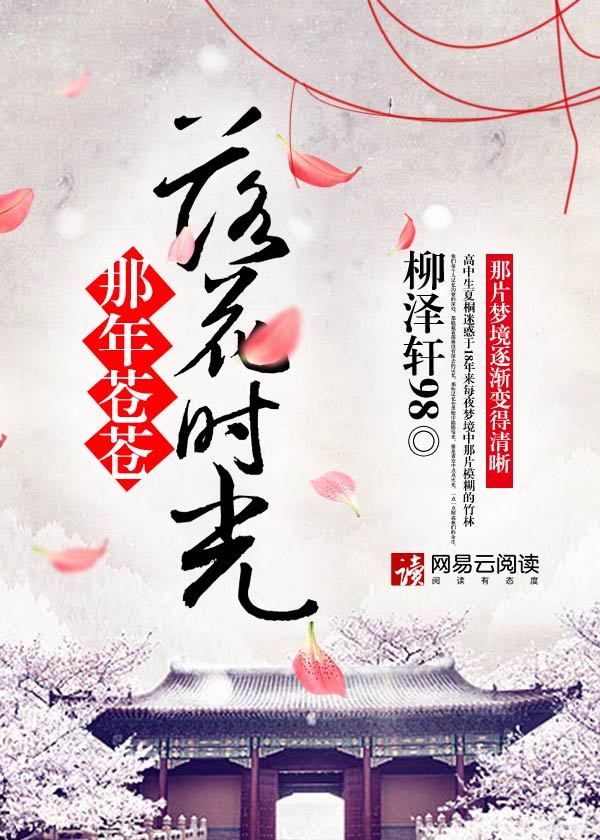 那片梦境逐渐变得清晰
高中生夏桐迷惑于18年来每夜梦境中那片模糊的竹林
柳泽轩98◎
落花时光
那年苍苍
读
网易云阅读
阅读有态度